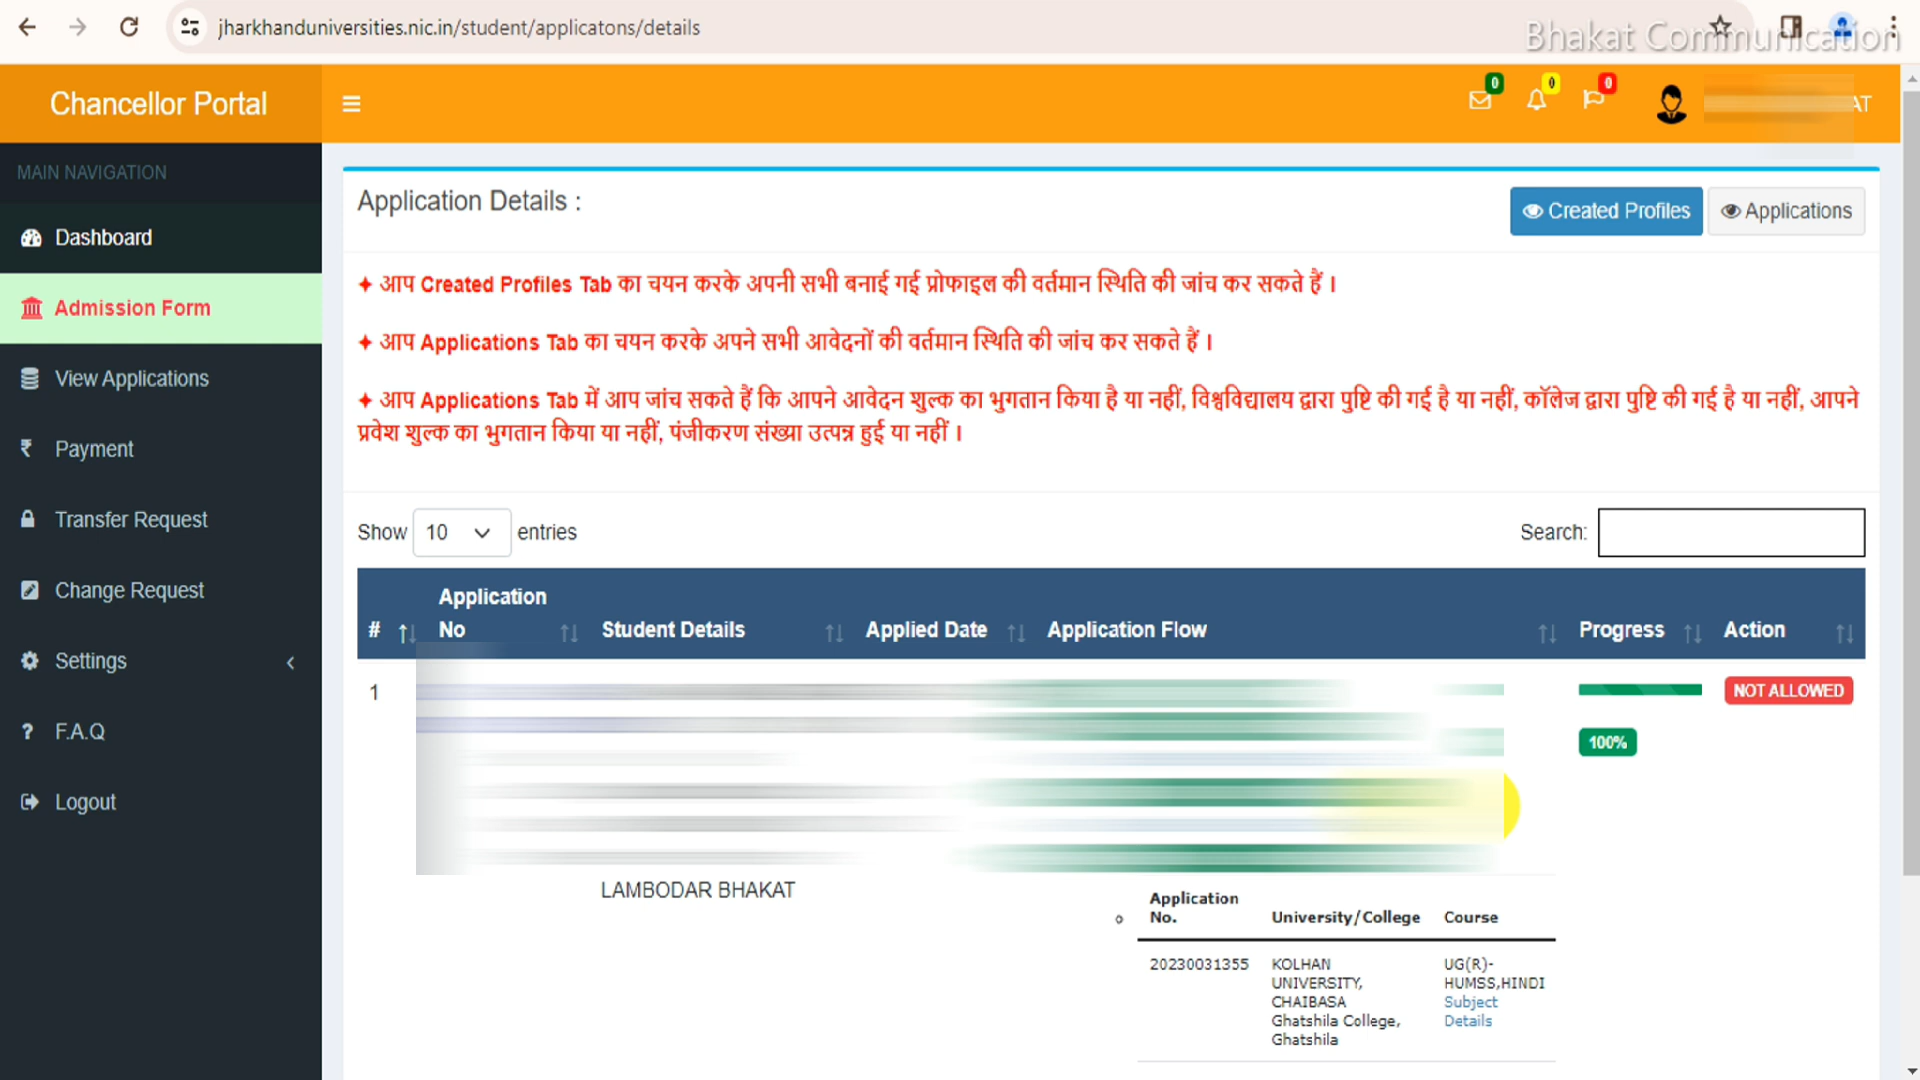 jharkhanduniversities.nic.in/student/applicatons/details
Bhakat Communication
Chancellor Portal
0
0
0
AT
MAIN NAVIGATION
Dashboard
Admission Form
View Applications
Payment
Transfer Request
Change Request
Settings
F.A.Q
Logout
Application Details :
Created Profiles
Applications
✦ आप Created Profiles Tab का चयन करके अपनी सभी बनाई गई प्रोफाइल की वर्तमान स्थिति की जांच कर सकते हैं ।
✦ आप Applications Tab का चयन करके अपने सभी आवेदनों की वर्तमान स्थिति की जांच कर सकते हैं ।
✦ आप Applications Tab में आप जांच सकते हैं कि आपने आवेदन शुल्क का भुगतान किया है या नहीं, विश्वविद्यालय द्वारा पुष्टि की गई है या नहीं, कॉलेज द्वारा पुष्टि की गई है या नहीं, आपने
प्रवेश शुल्क का भुगतान किया या नहीं, पंजीकरण संख्या उत्पन्न हुई या नहीं ।
Show 10 entries
Search:
# Application No Student Details Applied Date Application Flow Progress Action
1
NOT ALLOWED
100%
LAMBODAR BHAKAT
Application
No. University/College Course
20230031355 KOLHAN UG(R)-
UNIVERSITY, HUMSS,HINDI
CHAIBASA Subject
Ghatshila College, Details
Ghatshila